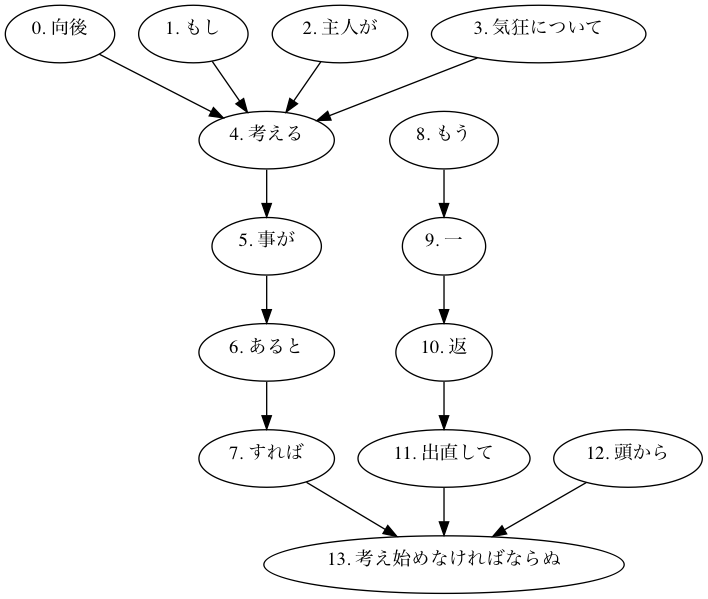 0. 向後
1. もし
2. 主人が
3. 気狂について
4. 考える
8. もう
5. 事が
9. 一
6. あると
10. 返
7. すれば
11. 出直して
12. 頭から
13. 考え始めなければならぬ